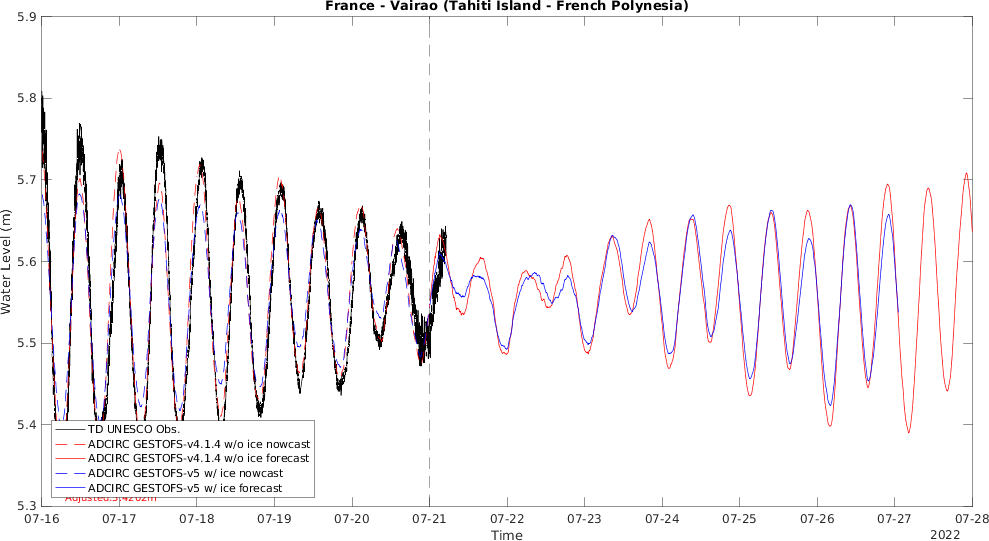 France - Vairao (Tahiti Island - French Polynesia)
5.9
5.8
5.7
5.6
5.5
5.4
5.3
Water Level (m)
TD UNESCO Obs.
ADCIRC GESTOFS-v4.1.4 w/o ice nowcast
ADCIRC GESTOFS-v4.1.4 w/o ice forecast
ADCIRC GESTOFS-v5 w/ ice nowcast
ADCIRC GESTOFS-v5 w/ ice forecast
07-16 07-17 07-18 07-19 07-20 07-21 07-22 07-23 07-24 07-25 07-26 07-27 07-28
Time
2022